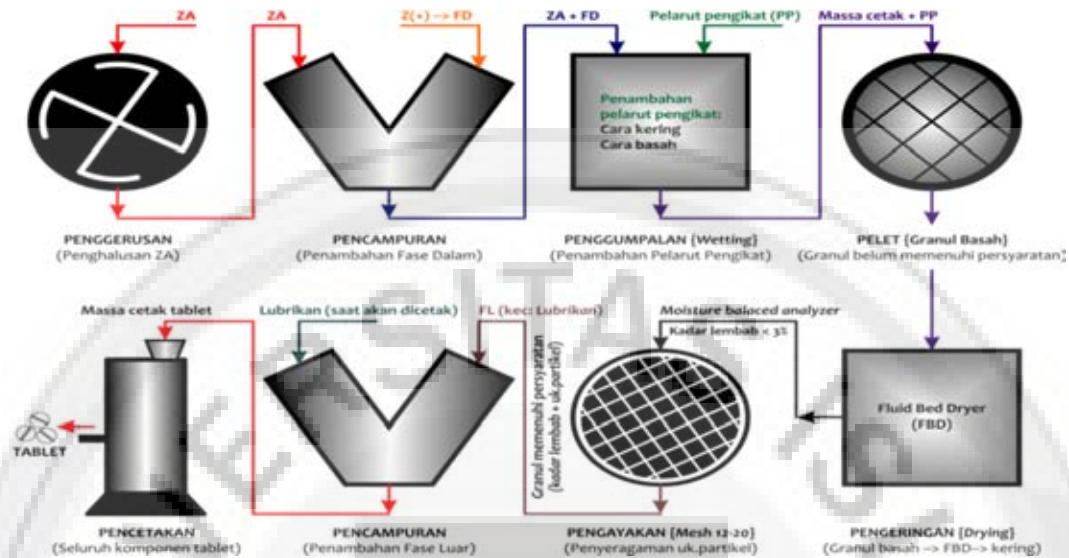 ZA
ZA
Z(+) –> FD
ZA + FD
Pelarut pengikat (PP)
Massa cetak + PP
Penambahan
pelarut pengikat:
Cara kering
Cara basah
PENGGERUSAN
(Penghalusan ZA)
PENCAMPURAN
(Penambahan Fase Dalam)
PENGGUMPALAN [Wetting]
(Penambahan Pelarut Pengikat)
PELET [Granul Basah]
(Granul belum memenuhi persyaratan)
Massa cetak tablet
Lubrikan (saat akan dicetak)
FL (kec: Lubrikan)
Moisture balaced analyzer
Kadar lembab < 3%
Granul memenuhi persyaratan
(kadar lembab + uk.partikel)
Fluid Bed Dryer
(FBD)
TABLET
PENCETAKAN
(Seluruh komponen tablet)
PENCAMPURAN
(Penambahan Fase Luar)
PENGAYAKAN [Mesh 12-20]
(Penyeragaman uk.partikel)
PENGERINGAN [Drying]
(Granul basah –> FBD–> kering)